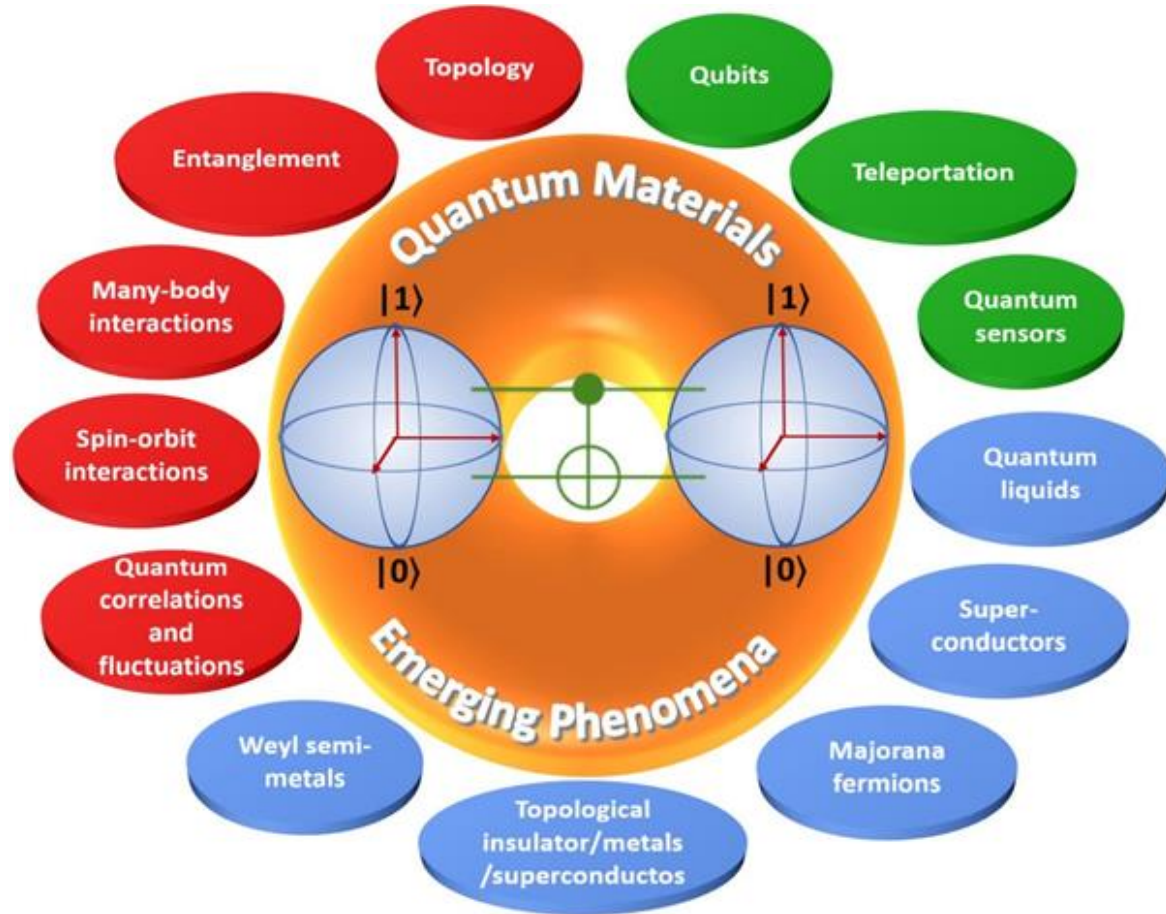 Topology
Qubits
Entanglement
Teleportation
Quantum Materials
Many-body
interactions
|1⟩
|1⟩
Quantum
sensors
Spin-orbit
interactions
Quantum
liquids
|0⟩
|0⟩
Quantum
correlations
and
fluctuations
Super-
conductors
Emerging Phenomena
Weyl semi-
metals
Majorana
fermions
Topological
insulator/metals
/superconductos